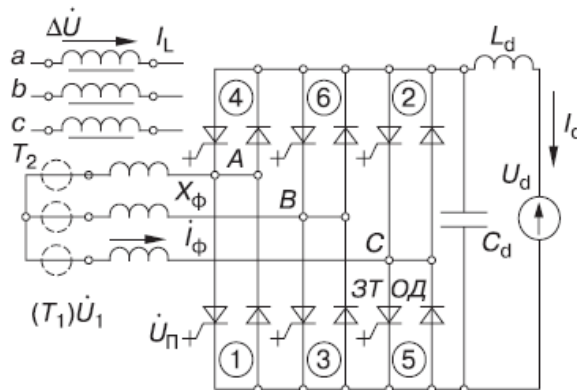 ΔU̇ I_L
a
b
c
④ ⑥ ②
L_d
I_d
T₂
A
X_ф
B
U_d
İ_ф
C
C_d
ЗТ ОД
(T₁)U̇₁
U̇_П
① ③ ⑤